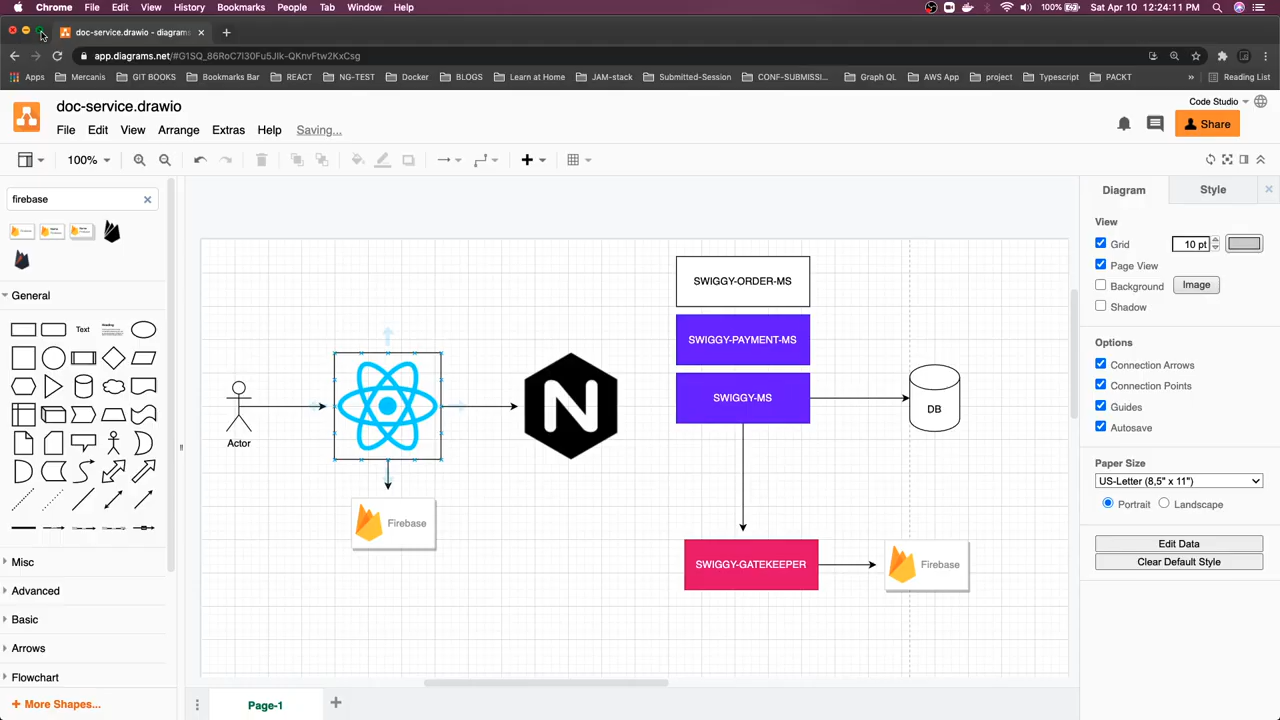 Chrome File Edit View History Bookmarks People Tab Window Help 100% Sat Apr 10 12:24:11 PM
doc-service.drawio - diagrams
app.diagrams.net/#G1SQ_86RoC7l30Fu5Jlk-QKnvFtw2KxCsg
Apps Mercanis GIT BOOKS Bookmarks Bar REACT NG-TEST Docker BLOGS Learn at Home JAM-stack Submitted-Session CONF-SUBMISSI... Graph QL AWS App project Typescript PACKT » Reading List
doc-service.drawio
Code Studio
File Edit View Arrange Extras Help Saving...
Share
100%
firebase
Diagram
Style
View
Grid 10 pt
Page View
Background Image
Shadow
Options
Connection Arrows
Connection Points
Guides
Autosave
Paper Size
US-Letter (8,5" x 11")
Portrait Landscape
Edit Data
Clear Default Style
General
Text
Heading
Misc
Advanced
Basic
Arrows
Flowchart
+ More Shapes...
SWIGGY-ORDER-MS
SWIGGY-PAYMENT-MS
SWIGGY-MS
DB
Actor
N
Firebase
SWIGGY-GATEKEEPER
Firebase
Page-1